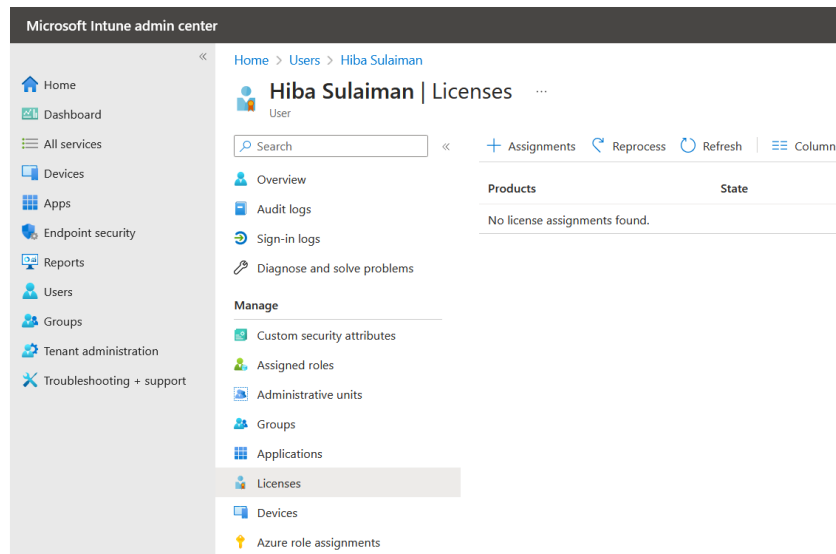 Microsoft Intune admin center
«
Home
Dashboard
All services
Devices
Apps
Endpoint security
Reports
Users
Groups
Tenant administration
Troubleshooting + support
Home > Users > Hiba Sulaiman
Hiba Sulaiman | Licenses ...
User
Search «
Overview
Audit logs
Sign-in logs
Diagnose and solve problems
Manage
Custom security attributes
Assigned roles
Administrative units
Groups
Applications
Licenses
Devices
Azure role assignments
+ Assignments Reprocess Refresh Column
Products State
No license assignments found.